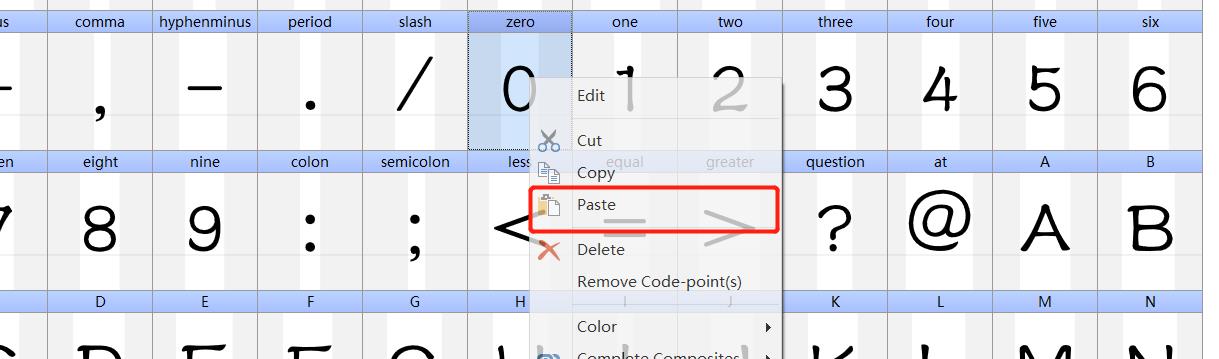 us comma hyphenminus period slash zero one two three four five six
, - . / 0 1 2 3 4 5 6
Edit
Cut
en eight nine colon semicolon less equal greater question at A B
Copy
Paste
7 8 9 : ; < = > ? @ A B
Delete
Remove Code-point(s)
D E F G H I J K L M N
Color
Complete Composites